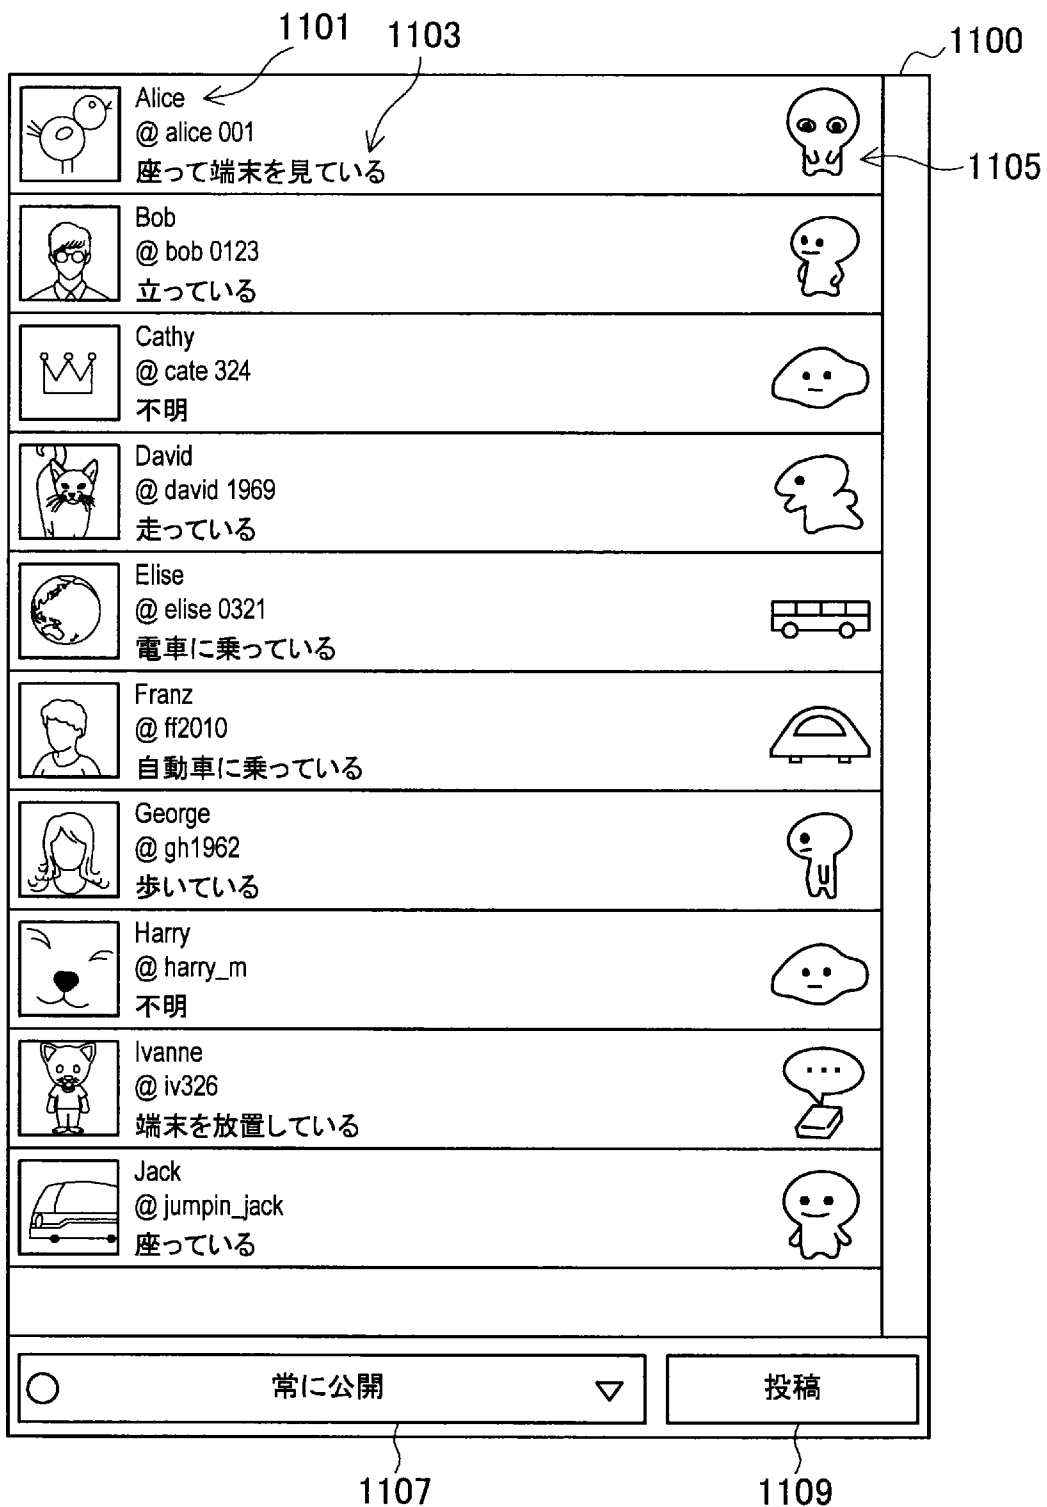 1101
1103
1100
Alice
@ alice 001
座って端末を見ている
1105
Bob
@ bob 0123
立っている
Cathy
@ cate 324
不明
David
@ david 1969
走っている
Elise
@ elise 0321
電車に乗っている
Franz
@ ff2010
自動車に乗っている
George
@ gh1962
歩いている
Harry
@ harry_m
不明
Ivanne
@ iv326
端末を放置している
Jack
@ jumpin_jack
座っている
常に公開
投稿
1107
1109